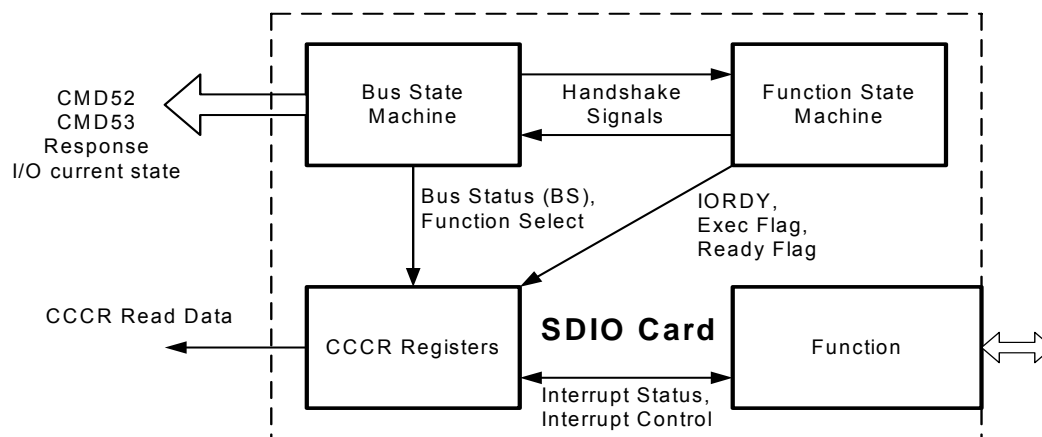 CMD52
CMD53
Response
I/O current state
Bus State
Machine
Handshake
Signals
Function State
Machine
Bus Status (BS),
Function Select
IORDY,
Exec Flag,
Ready Flag
CCCR Read Data
CCCR Registers
SDIO Card
Function
Interrupt Status,
Interrupt Control